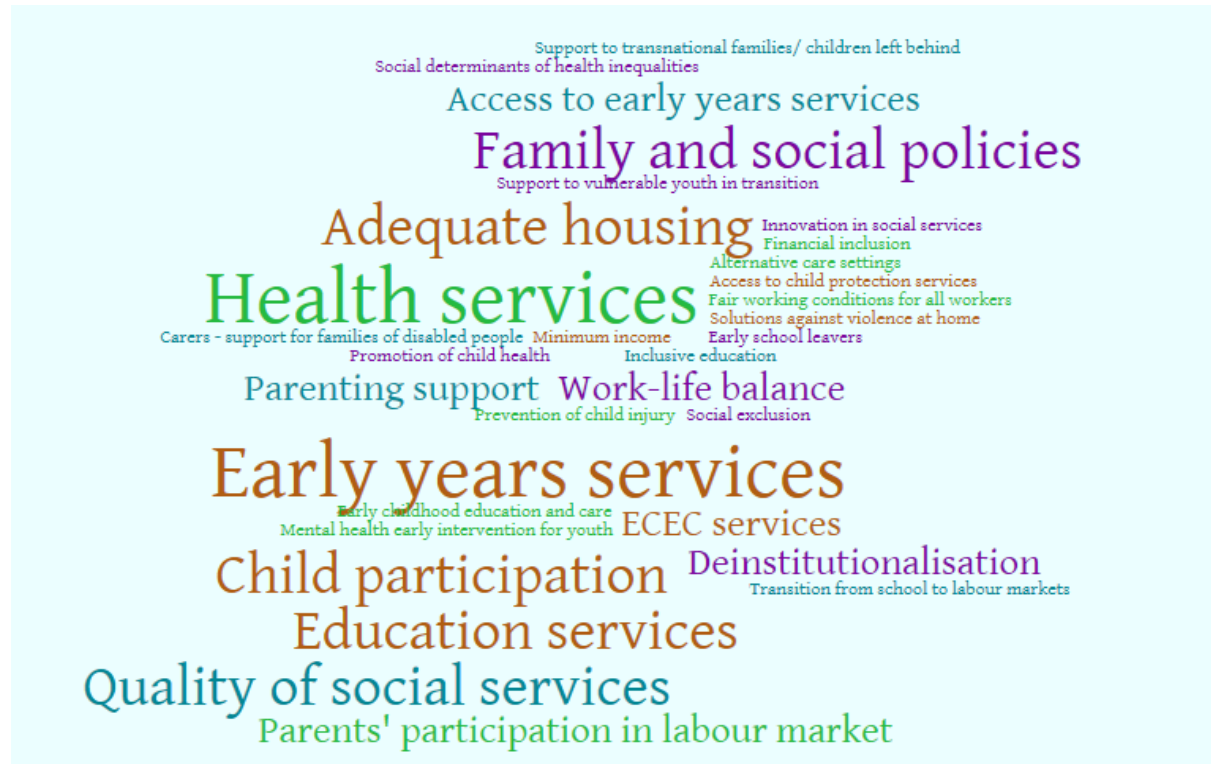 Support to transnational families/ children left behind
Social determinants of health inequalities
Access to early years services
Family and social policies
Support to vulnerable youth in transition
Adequate housing
Innovation in social services
Financial inclusion
Alternative care settings
Health services
Access to child protection services
Fair working conditions for all workers
Solutions against violence at home
Carers - support for families of disabled people
Minimum income
Early school leavers
Promotion of child health
Inclusive education
Parenting support
Work-life balance
Prevention of child injury
Social exclusion
Early years services
Early childhood education and care
Mental health early intervention for youth
ECEC services
Child participation
Deinstitutionalisation
Transition from school to labour markets
Education services
Quality of social services
Parents' participation in labour market